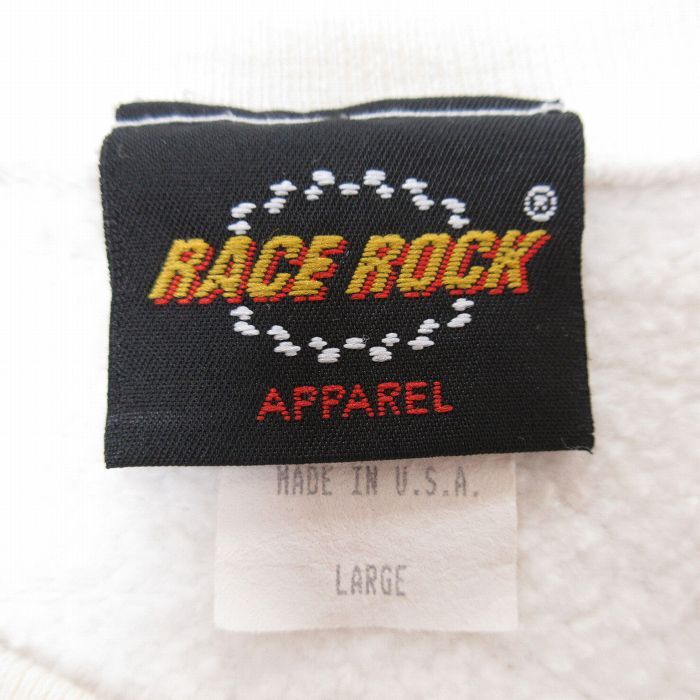 RACE ROCK ®
APPAREL
MADE IN U.S.A.
LARGE